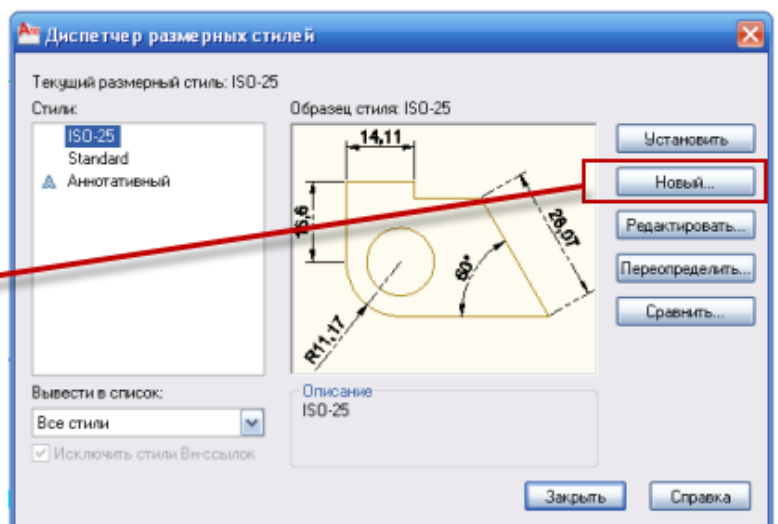 Диспетчер размерных стилей
Текущий размерный стиль: ISO-25
Стили:
Образец стиля: ISO-25
ISO-25
Standard
Аннотативный
14,11
28,07
60°
R11,17
Установить
Новый...
Редактировать...
Переопределить...
Сравнить...
Вывести в список:
Все стили
Исключить стили Вн-ссылок
Описание
ISO-25
Закрыть
Справка